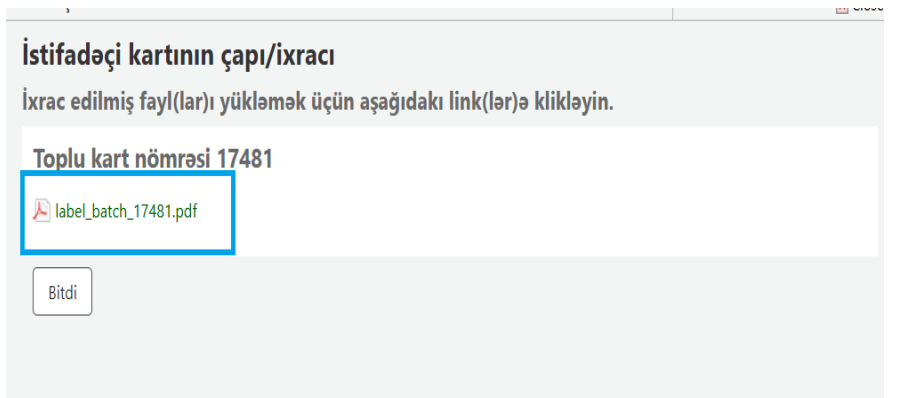 İstifadəçi kartının çapı/ixracı
İxrac edilmiş fayl(lar)ı yükləmək üçün aşağıdakı link(lər)ə klikləyin.
Toplu kart nömrəsi 17481
label_batch_17481.pdf
Bitdi